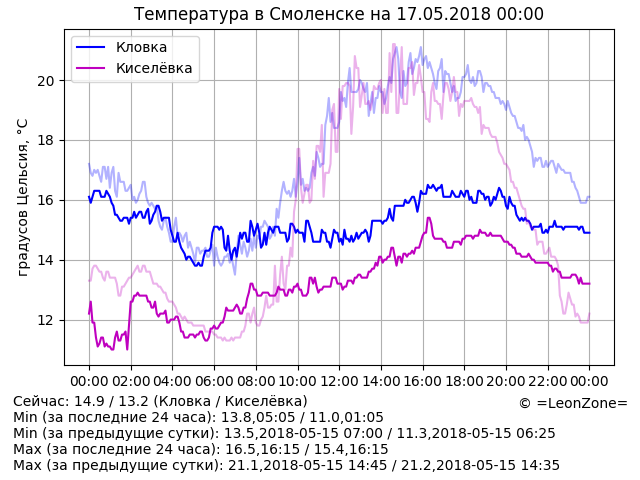 Температура в Смоленске на 17.05.2018 00:00
Кловка
Киселёвка
градусов Цельсия, °C
20
18
16
14
12
00:00 02:00 04:00 06:00 08:00 10:00 12:00 14:00 16:00 18:00 20:00 22:00 00:00
Сейчас: 14.9 / 13.2 (Кловка / Киселёвка)
© =LeonZone=
Min (за последние 24 часа): 13.8,05:05 / 11.0,01:05
Min (за предыдущие сутки): 13.5,2018-05-15 07:00 / 11.3,2018-05-15 06:25
Max (за последние 24 часа): 16.5,16:15 / 15.4,16:15
Max (за предыдущие сутки): 21.1,2018-05-15 14:45 / 21.2,2018-05-15 14:35